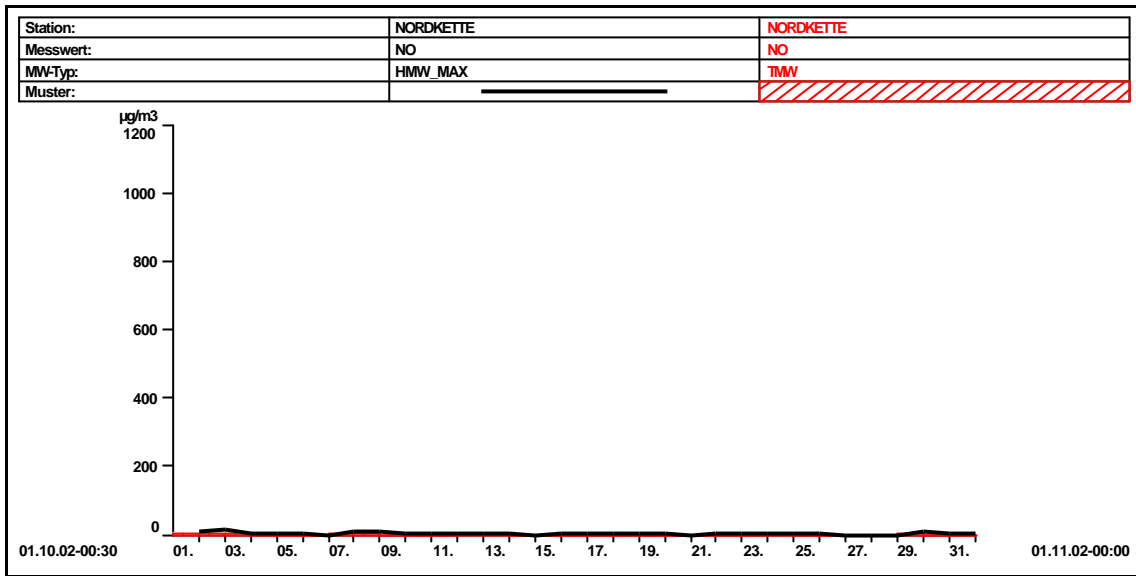 Station: NORDKETTE NORDKETTE
Messwert: NO NO
MW-Typ: HMW_MAX TMW
Muster:
µg/m3
1200
1000
800
600
400
200
0
01.10.02-00:30 01. 03. 05. 07. 09. 11. 13. 15. 17. 19. 21. 23. 25. 27. 29. 31. 01.11.02-00:00